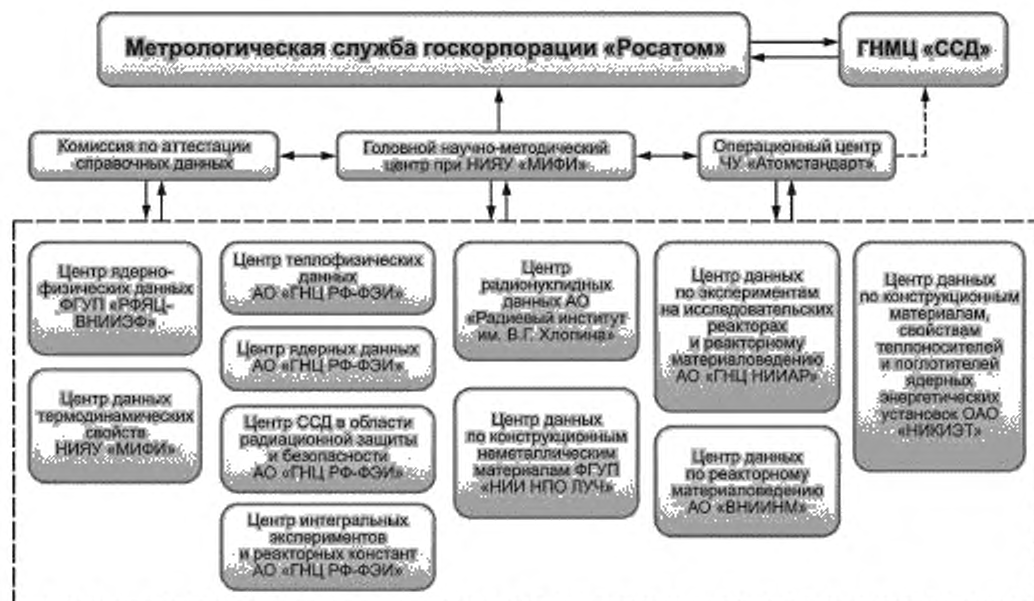 Метрологическая служба госкорпорации «Росатом»
ГНМЦ «ССД»
Комиссия по аттестации
справочных данных
Головной научно-методический
центр при НИЯУ «МИФИ»
Операционный центр
ЧУ «Атомстандарт»
Центр ядерно-
физических данных
ФГУП «РФЯЦ-
ВНИИЭФ»
Центр данных
термодинамических
свойств
НИЯУ «МИФИ»
Центр теплофизических
данных
АО «ГНЦ РФ-ФЭИ»
Центр ядерных данных
АО «ГНЦ РФ-ФЭИ»
Центр ССД в области
радиационной защиты
и безопасности
АО «ГНЦ РФ-ФЭИ»
Центр интегральных
экспериментов
и реакторных констант
АО «ГНЦ РФ-ФЭИ»
Центр
радионуклидных
данных АО
«Радиевый институт
им. В.Г. Хлопина»
Центр данных
по конструкционным
неметаллическим
материалам ФГУП
«НИИ НПО ЛУЧ»
Центр данных
по экспериментам
на исследовательских
реакторах
и реакторному
материаловедению
АО «ГНЦ НИИАР»
Центр данных
по реакторному
материаловедению
АО «ВНИИНМ»
Центр данных
по конструкционным
материалам,
свойствам
теплоносителей
и поглотителей
ядерных
энергетических
установок ОАО
«НИКИЭТ»